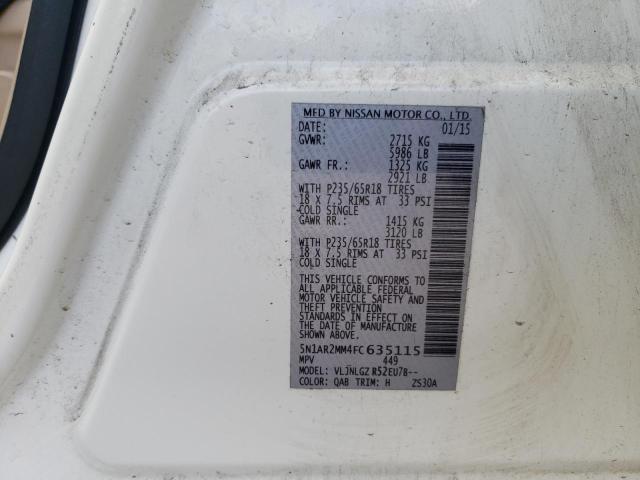 MFD BY NISSAN MOTOR CO., LTD.
DATE: 01/15
GVWR: 2715 KG
5986 LB
GAWR FR.: 1325 KG
2921 LB
WITH P235/65R18 TIRES
18 X 7.5 RIMS AT 33 PSI
COLD SINGLE
GAWR RR.: 1415 KG
3120 LB
WITH P235/65R18 TIRES
18 X 7.5 RIMS AT 33 PSI
COLD SINGLE
THIS VEHICLE CONFORMS TO
ALL APPLICABLE FEDERAL
MOTOR VEHICLE SAFETY AND
THEFT PREVENTION
STANDARDS IN EFFECT ON
THE DATE OF MANUFACTURE
SHOWN ABOVE.
5N1AR2MM4FC635115
MPV 449
MODEL: VLJNLGZ R52EU7B--
COLOR: QAB TRIM: H ZS30A